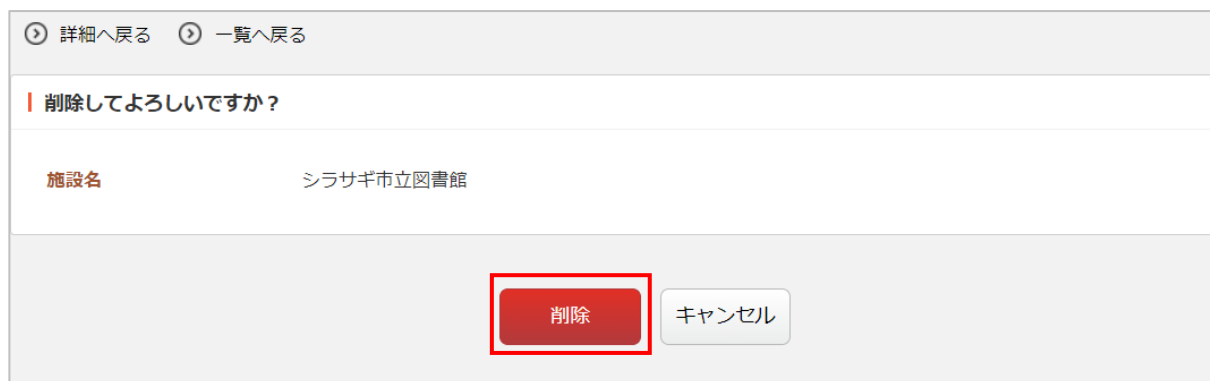 詳細へ戻る 一覧へ戻る
削除してよろしいですか？
施設名 シラサギ市立図書館
削除 キャンセル